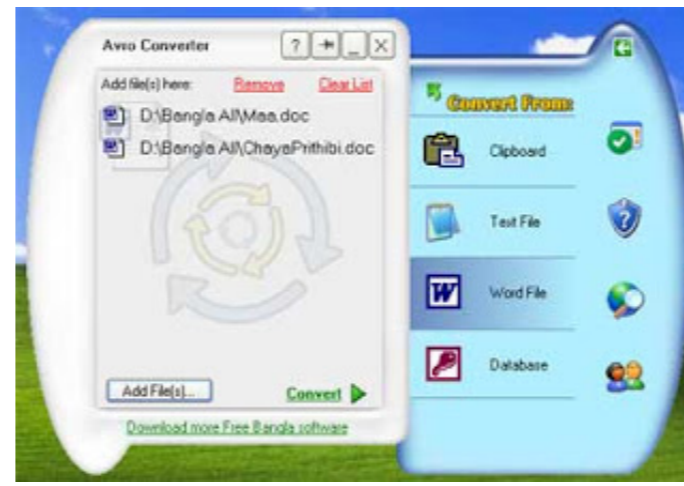 Avro Converter
Add file(s) here: Remove Clear List
D:\Bangla All\Maa.doc
D:\Bangla All\ChayaPrithibi.doc
Add File(s)...
Convert
Download more Free Bangla software
Convert From:
Clipboard
Text File
Word File
Database